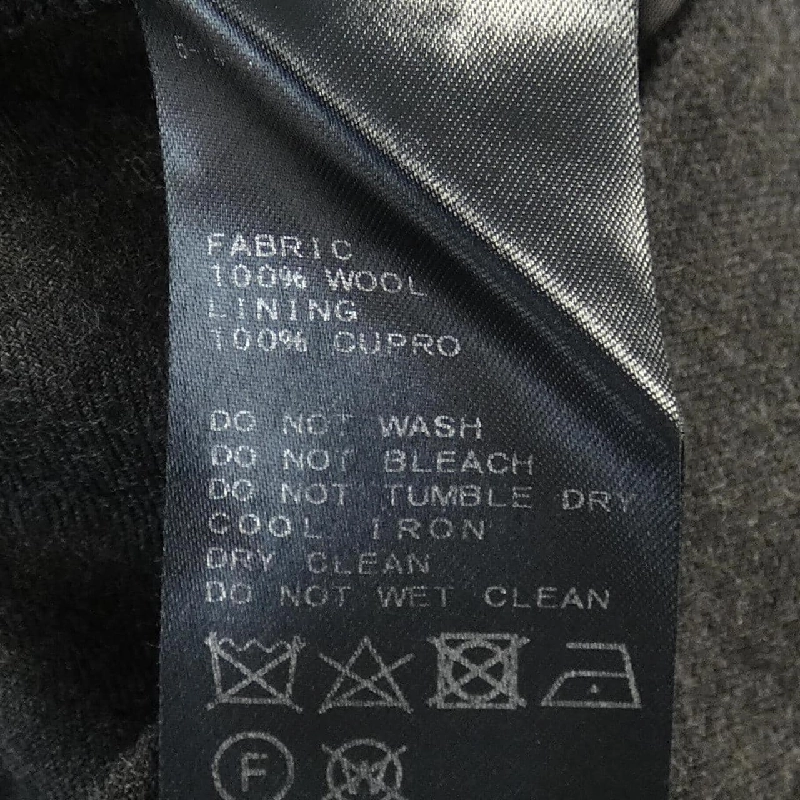 FABRIC
100% WOOL
LINING
100% CUPRO
DO NOT WASH
DO NOT BLEACH
DO NOT TUMBLE DRY
COOL IRON
DRY CLEAN
DO NOT WET CLEAN
F W